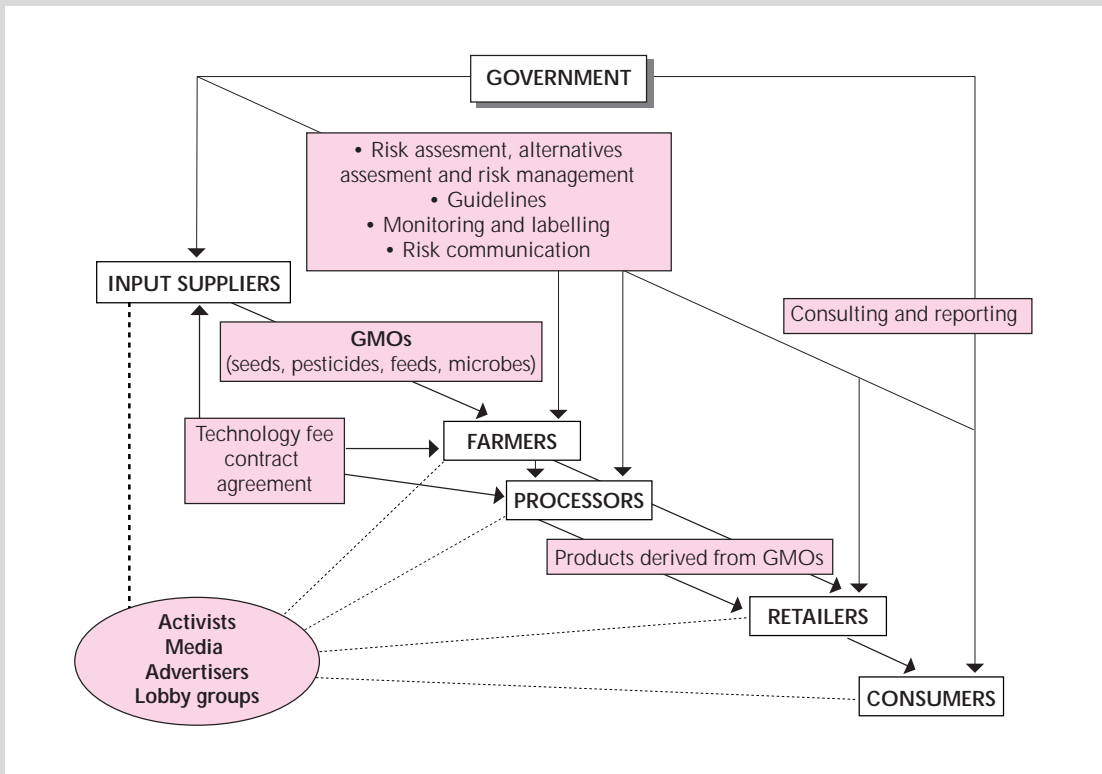 GOVERNMENT
• Risk assesment, alternatives
assesment and risk management
• Guidelines
• Monitoring and labelling
• Risk communication
INPUT SUPPLIERS
Consulting and reporting
GMOs
(seeds, pesticides, feeds, microbes)
Technology fee
contract
agreement
FARMERS
PROCESSORS
Products derived from GMOs
RETAILERS
Activists
Media
Advertisers
Lobby groups
CONSUMERS